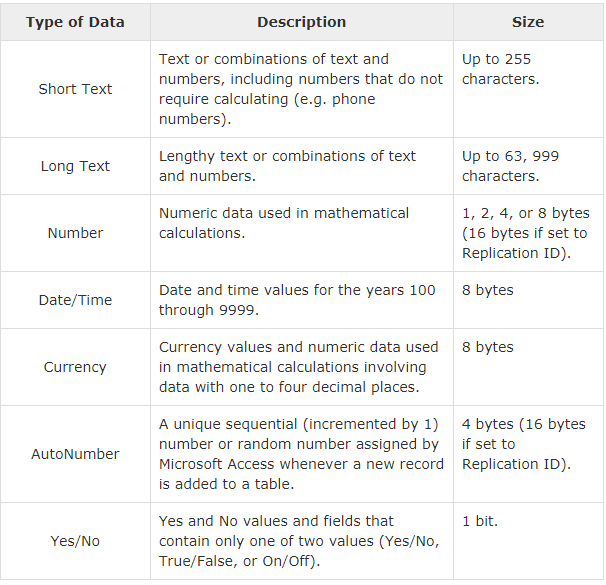 Type of Data Description Size
Short Text
Text or combinations of text and
numbers, including numbers that do not
require calculating (e.g. phone
numbers).
Up to 255
characters.
Long Text
Lengthy text or combinations of text
and numbers.
Up to 63, 999
characters.
Number
Numeric data used in mathematical
calculations.
1, 2, 4, or 8 bytes
(16 bytes if set to
Replication ID).
Date/Time
Date and time values for the years 100
through 9999.
8 bytes
Currency
Currency values and numeric data used
in mathematical calculations involving
data with one to four decimal places.
8 bytes
AutoNumber
A unique sequential (incremented by 1)
number or random number assigned by
Microsoft Access whenever a new record
is added to a table.
4 bytes (16 bytes
if set to
Replication ID).
Yes/No
Yes and No values and fields that
contain only one of two values (Yes/No,
True/False, or On/Off).
1 bit.